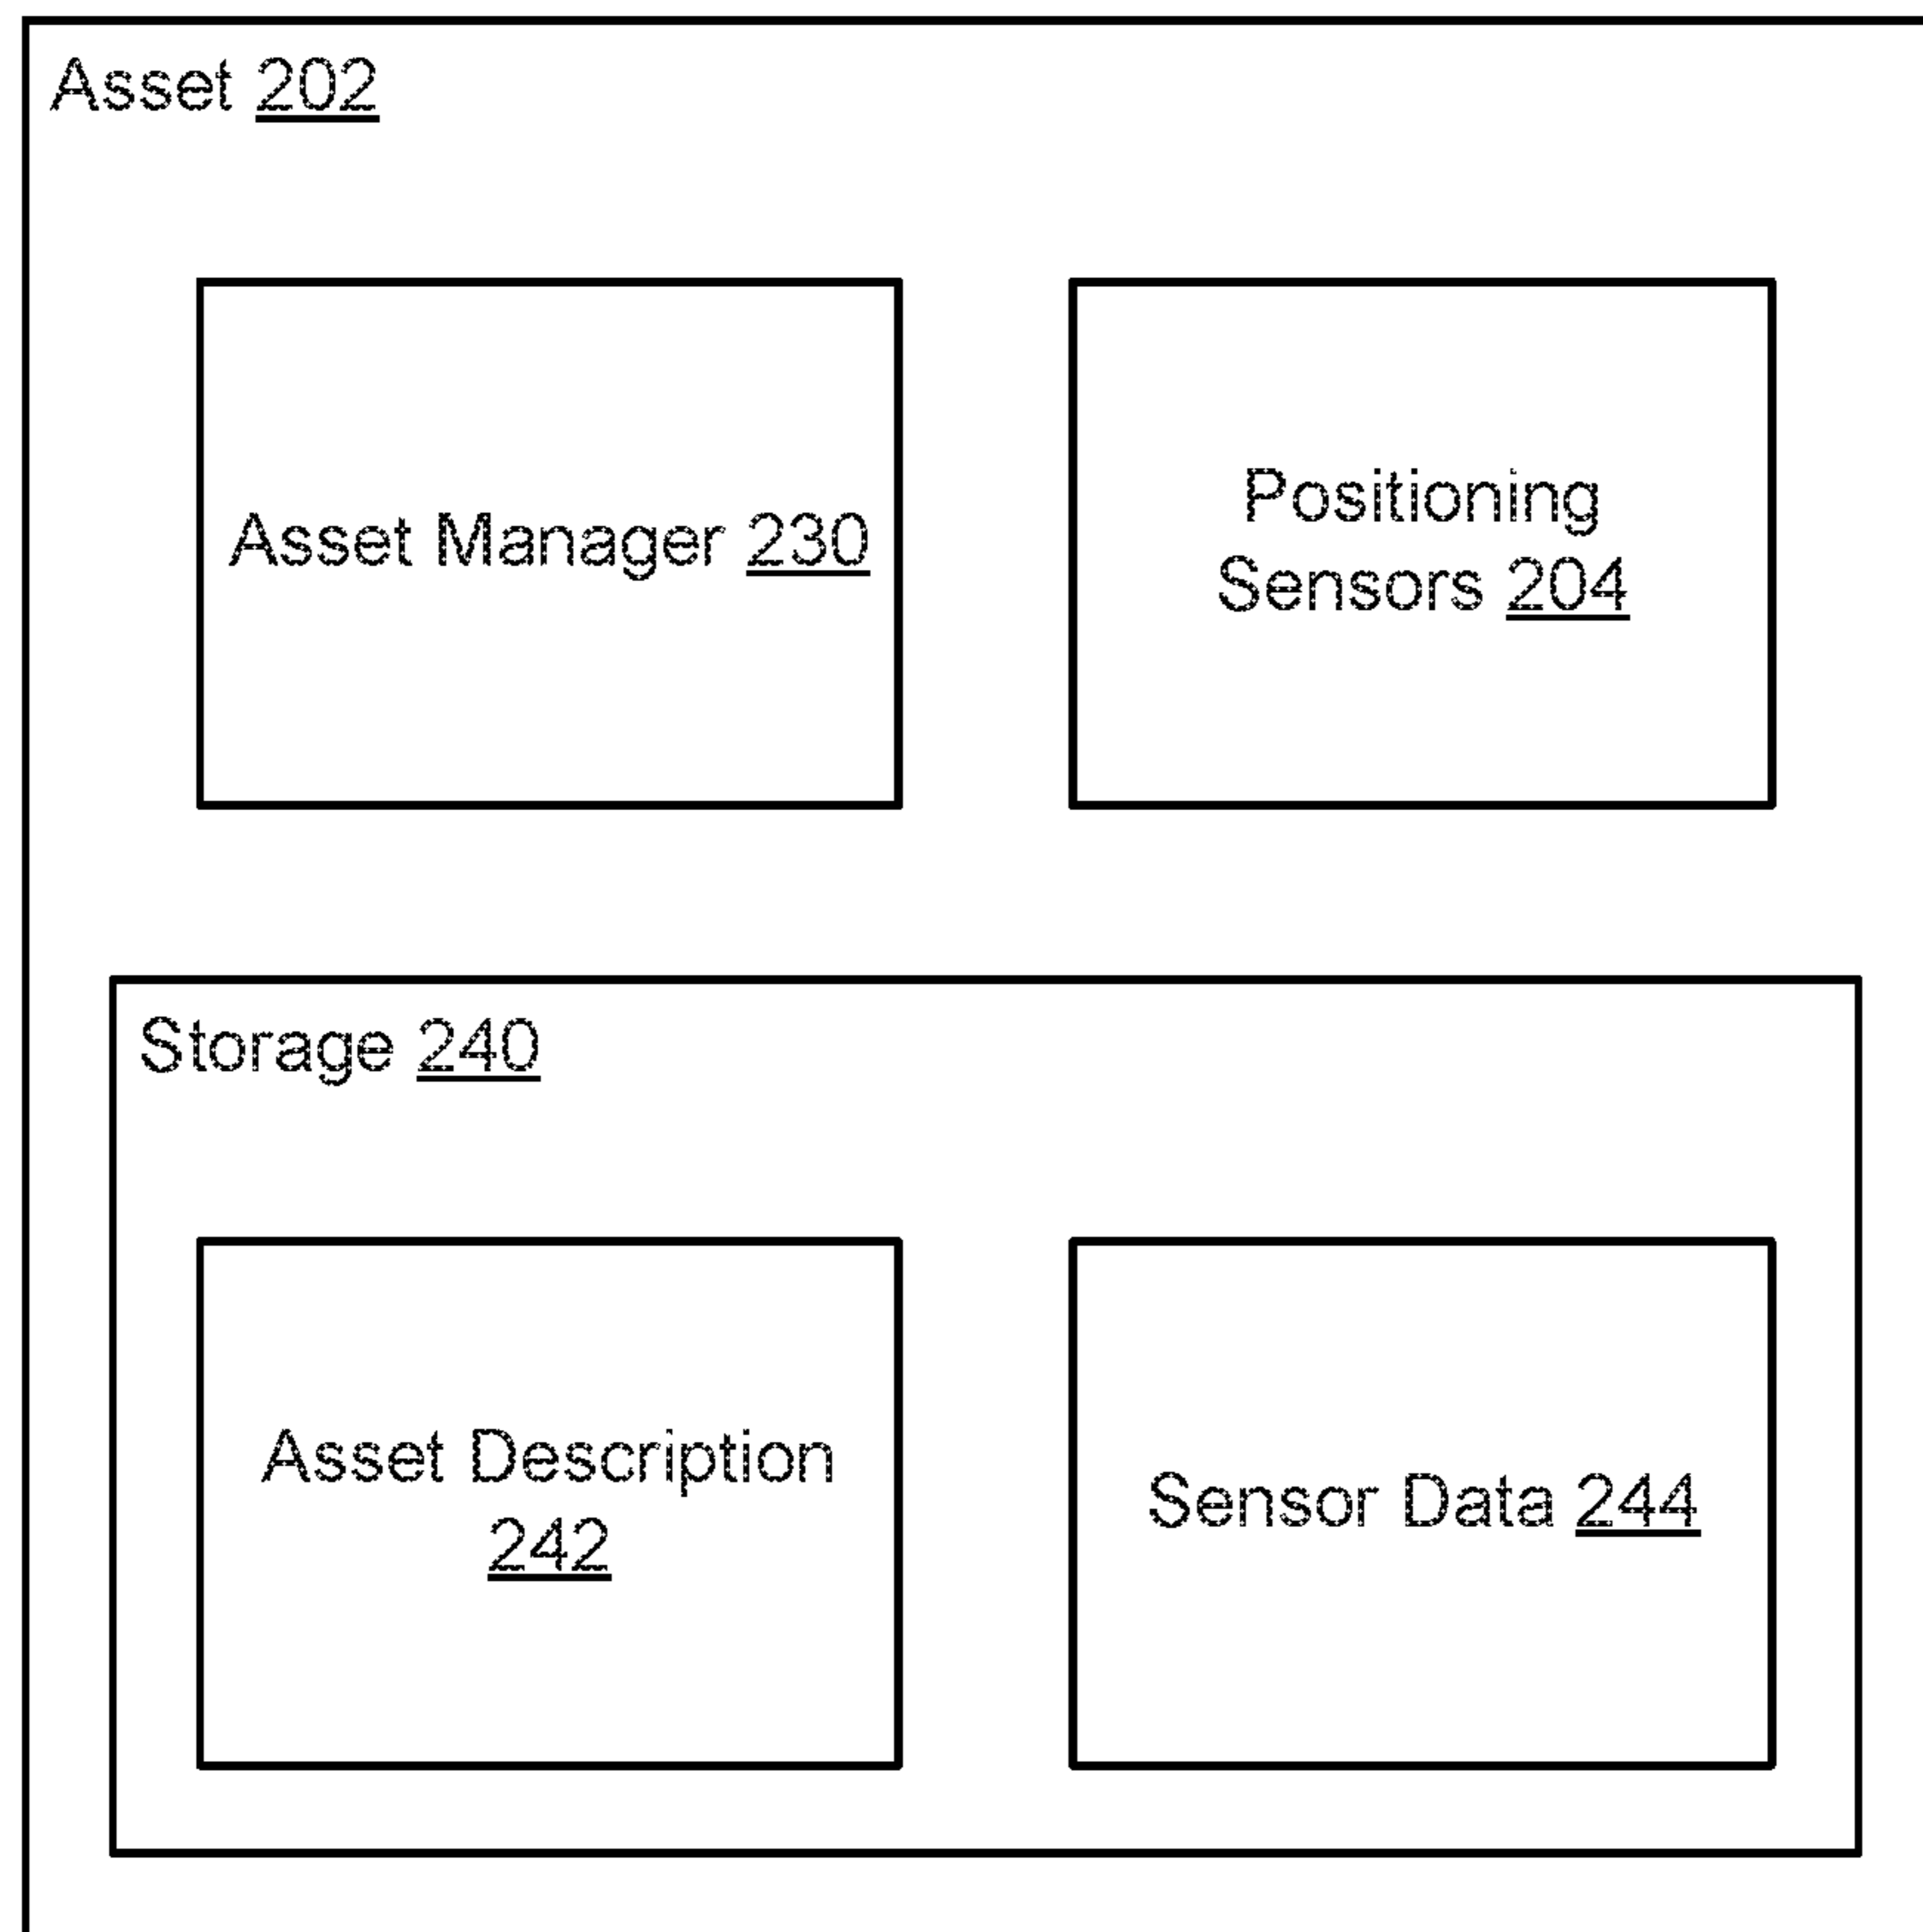 Asset 202
Asset Manager 230
Positioning
Sensors 204
Storage 240
Asset Description
242
Sensor Data 244